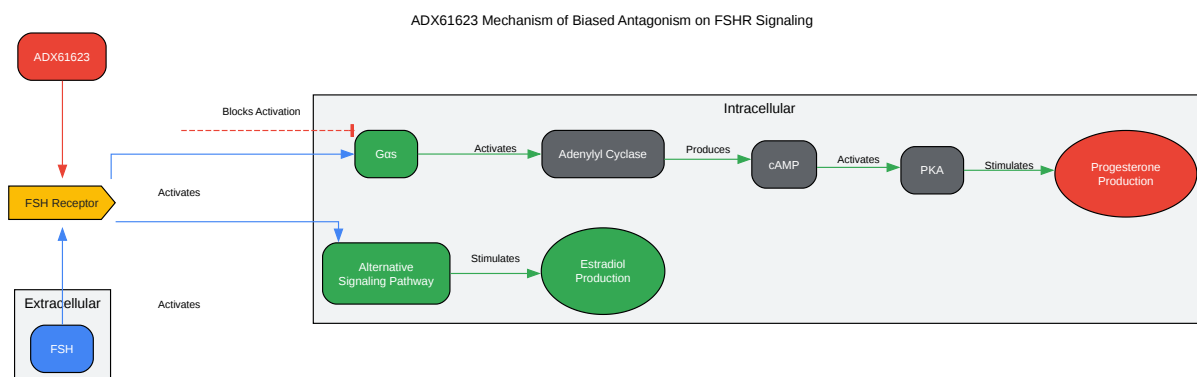 ADX61623 Mechanism of Biased Antagonism on FSHR Signaling
ADX61623
Intracellular
Blocks Activation
Gαs
Activates
Adenylyl Cyclase
Produces
cAMP
Activates
PKA
Stimulates
Progesterone
Production
FSH Receptor
Activates
Alternative
Signaling Pathway
Stimulates
Estradiol
Production
Extracellular
Activates
FSH